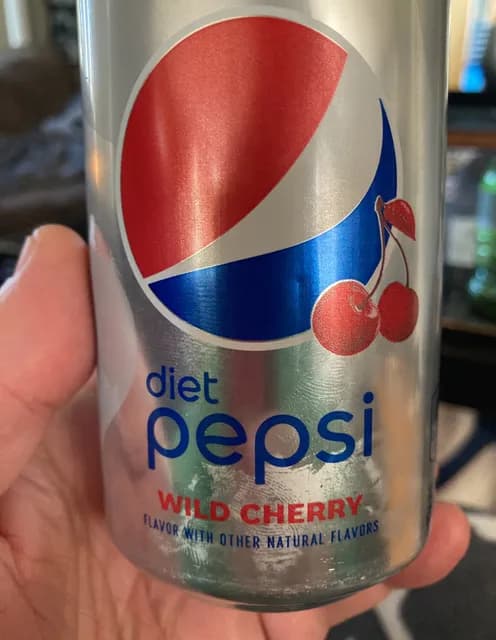 diet
pepsi
WILD CHERRY
FLAVOR WITH OTHER NATURAL FLAVORS